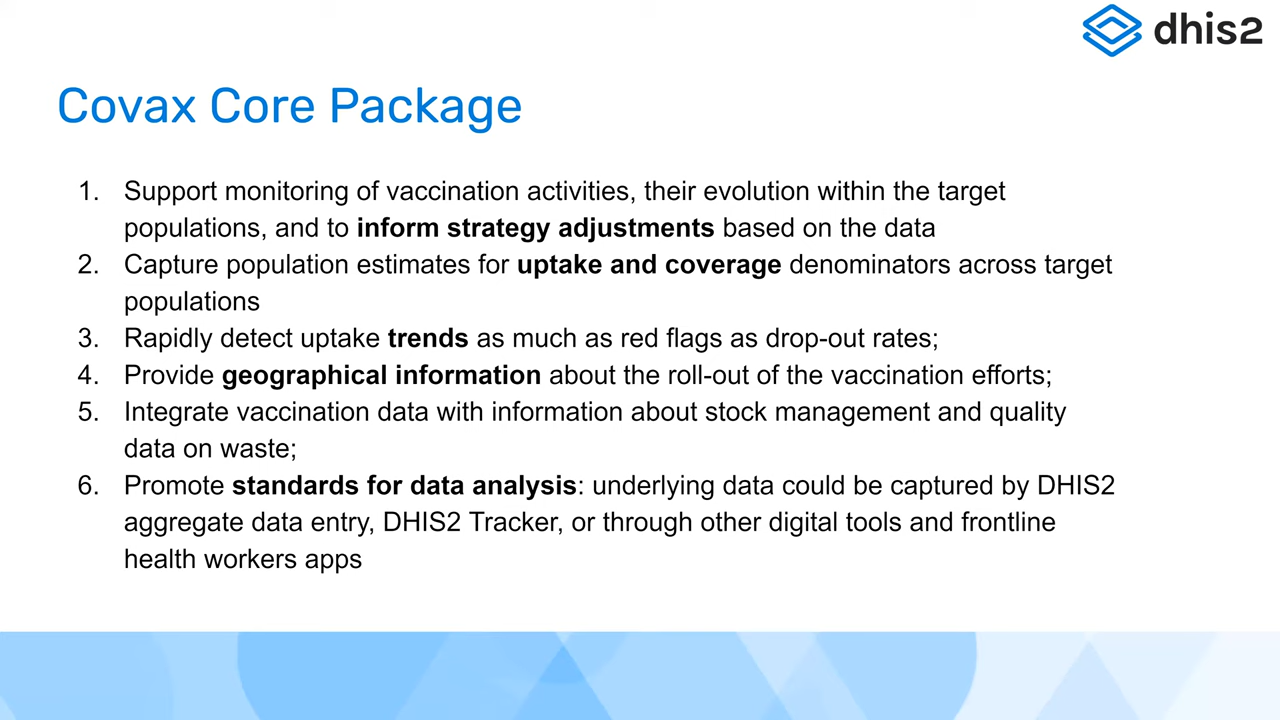 dhis2
Covax Core Package
1. Support monitoring of vaccination activities, their evolution within the target
populations, and to inform strategy adjustments based on the data
2. Capture population estimates for uptake and coverage denominators across target
populations
3. Rapidly detect uptake trends as much as red flags as drop-out rates;
4. Provide geographical information about the roll-out of the vaccination efforts;
5. Integrate vaccination data with information about stock management and quality
data on waste;
6. Promote standards for data analysis: underlying data could be captured by DHIS2
aggregate data entry, DHIS2 Tracker, or through other digital tools and frontline
health workers apps